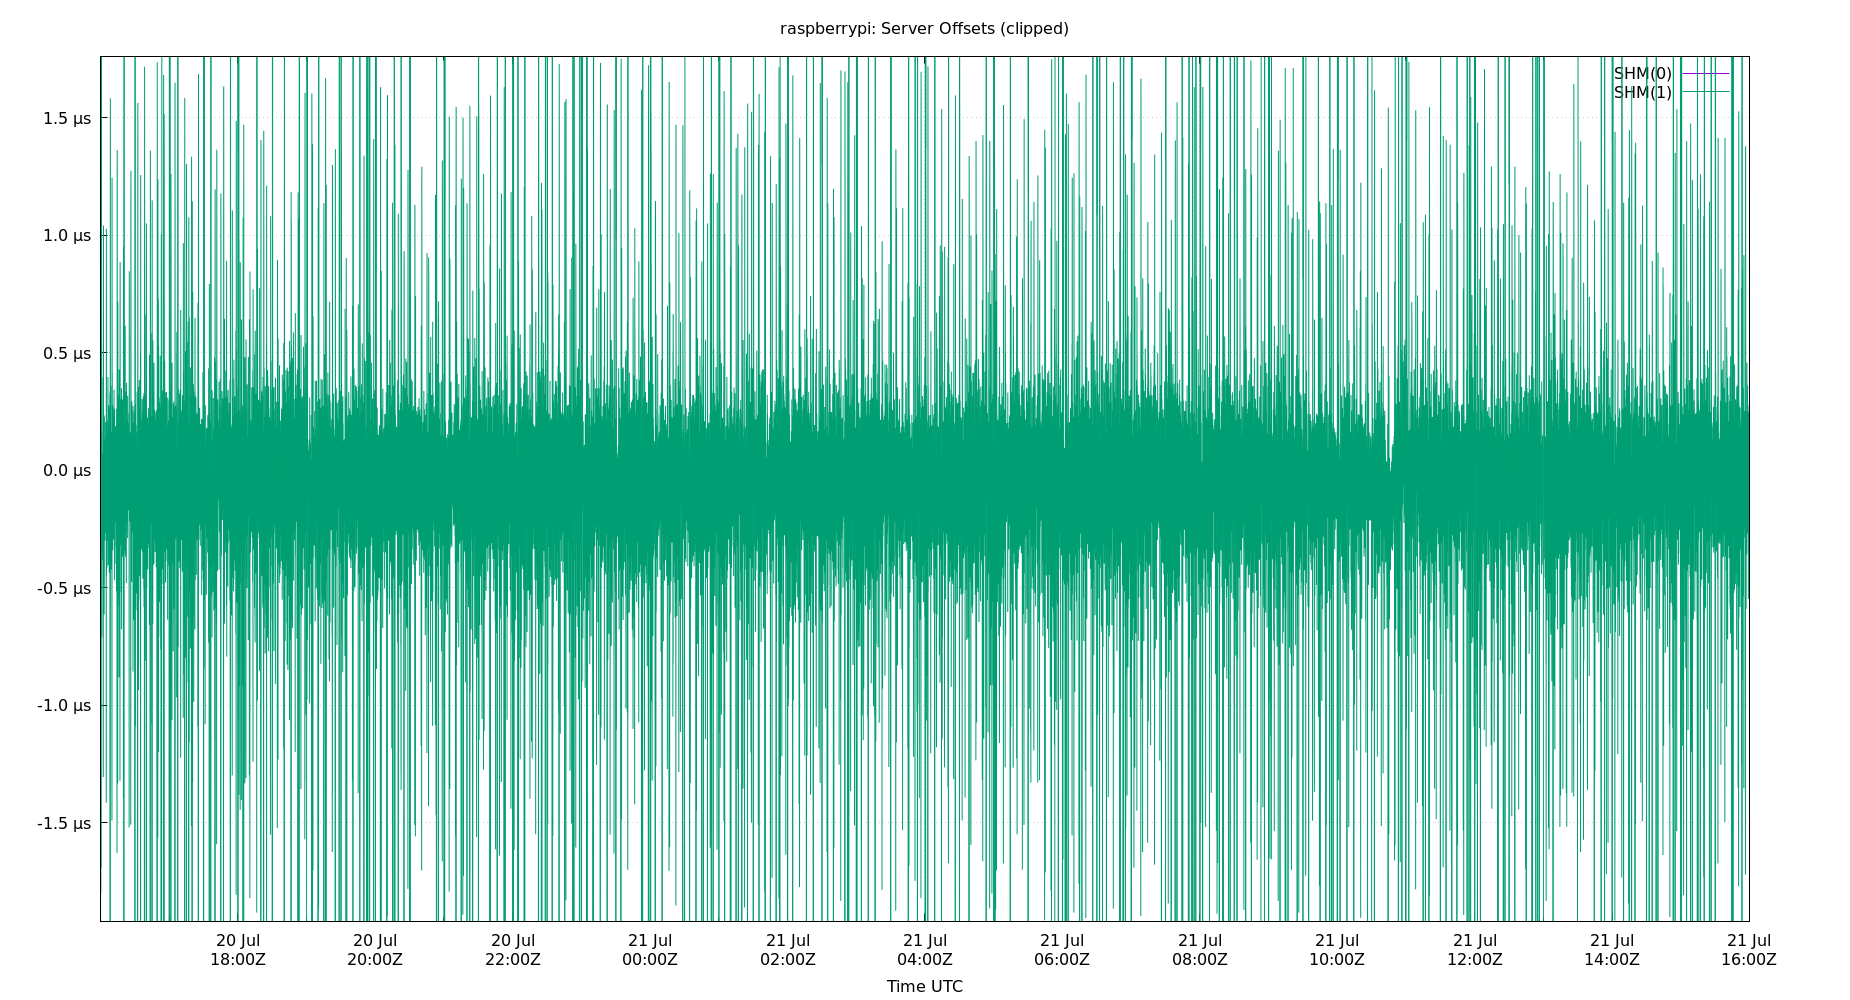 raspberrypi: Server Offsets (clipped)
SHM(0)
SHM(1)
1.5 µs
1.0 µs
0.5 µs
0.0 µs
-0.5 µs
-1.0 µs
-1.5 µs
20 Jul 20 Jul 20 Jul 21 Jul 21 Jul 21 Jul 21 Jul 21 Jul 21 Jul 21 Jul 21 Jul 21 Jul
18:00Z 20:00Z 22:00Z 00:00Z 02:00Z 04:00Z 06:00Z 08:00Z 10:00Z 12:00Z 14:00Z 16:00Z
Time UTC